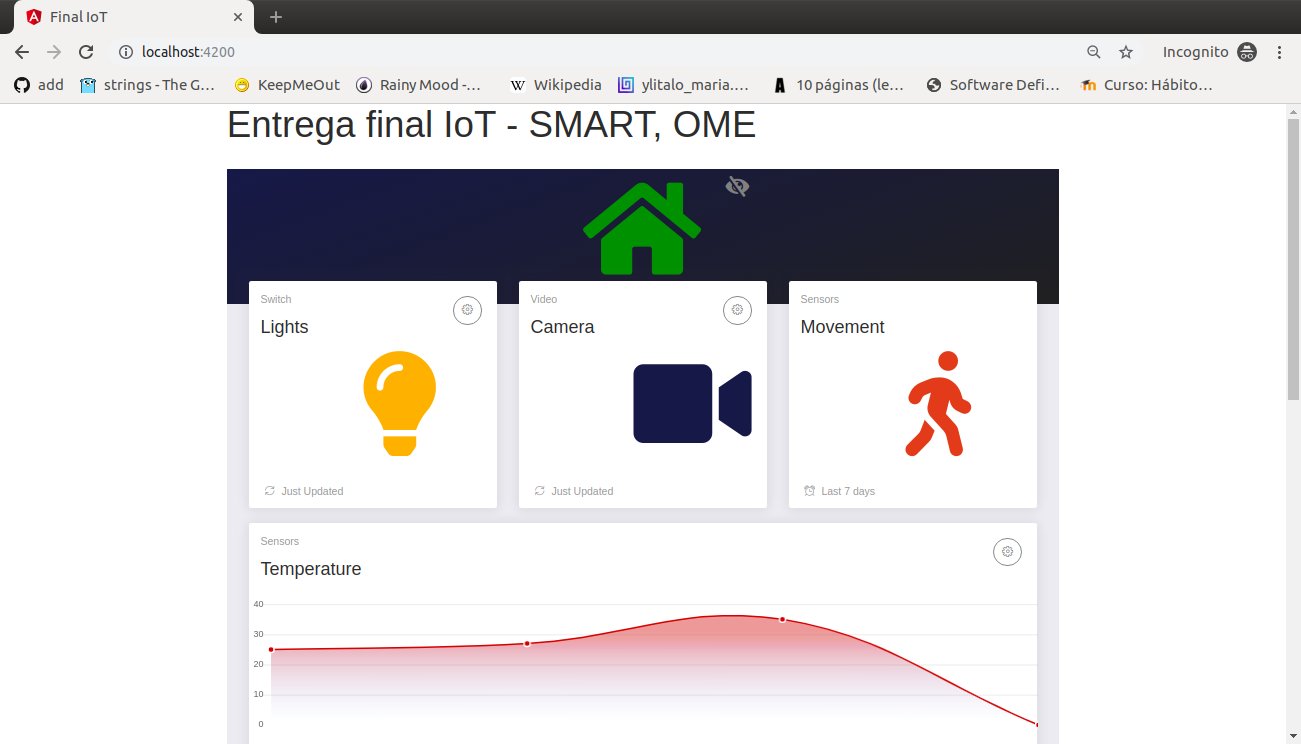 Final IoT
localhost:4200
Incognito
add
strings - The G...
KeepMeOut
Rainy Mood -...
W Wikipedia
ylitalo_maria....
A 10 páginas (le...
Software Defi...
Curso: Hábito...
Entrega final IoT - SMART, OME
Switch
Lights
Just Updated
Video
Camera
Just Updated
Sensors
Movement
Last 7 days
Sensors
Temperature
40
30
20
10
0